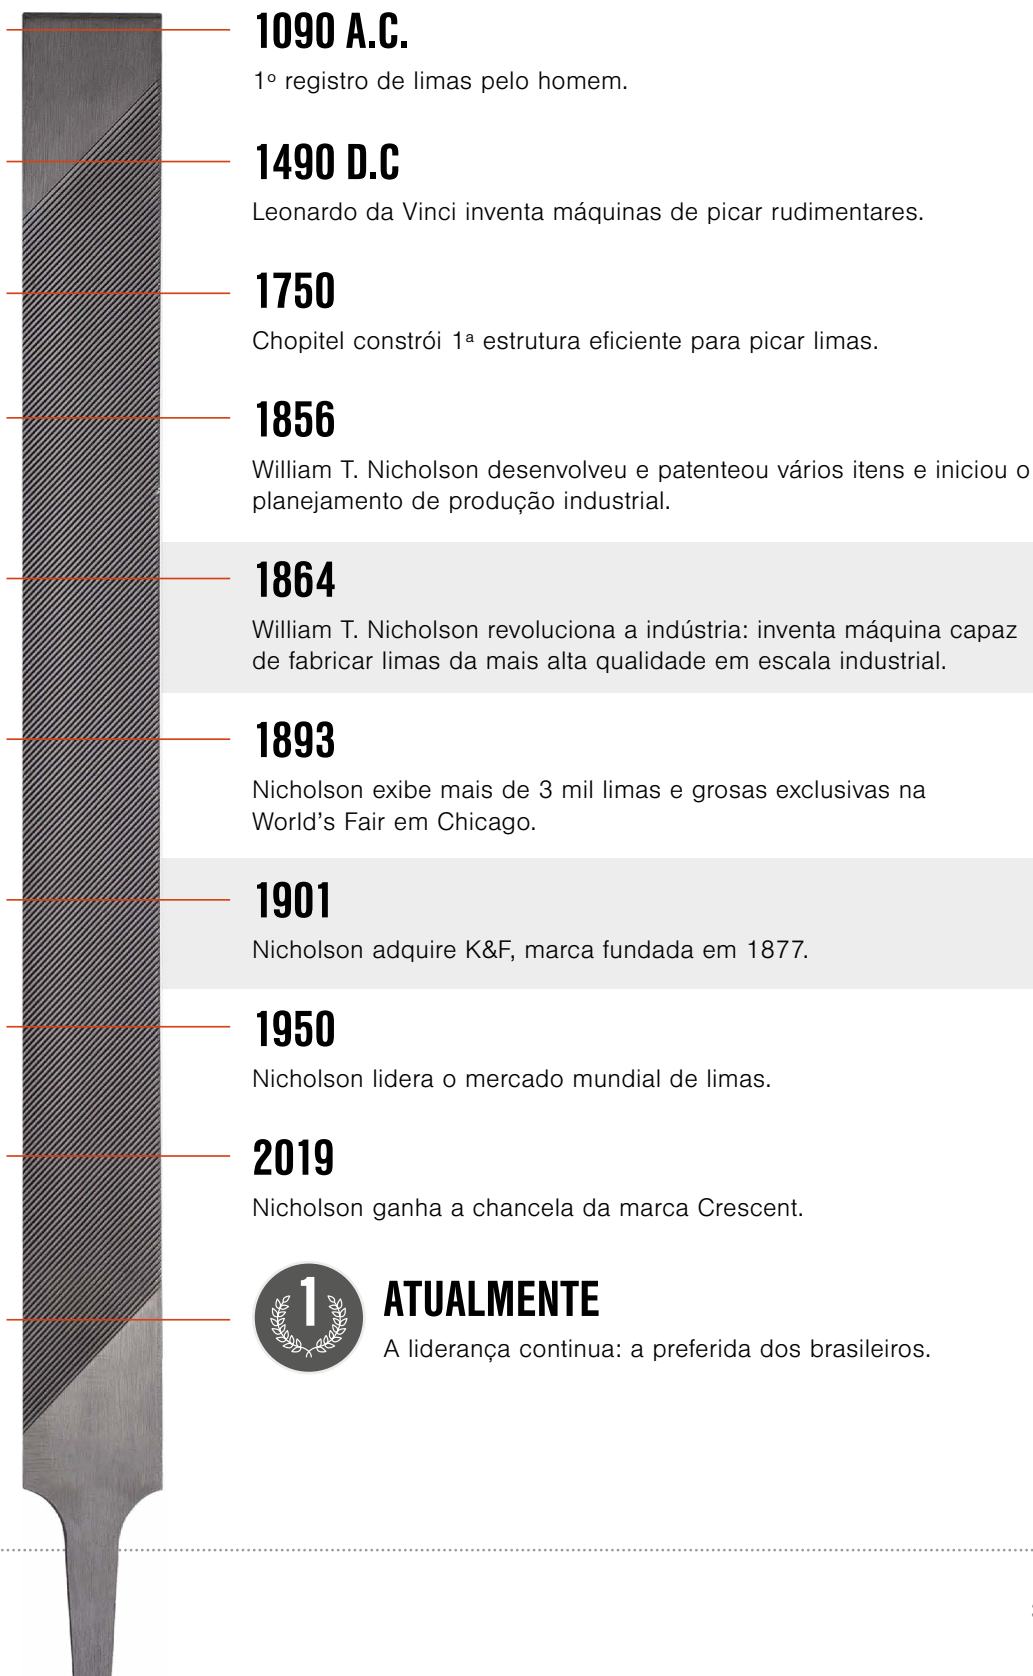 1090 A.C.
1º registro de limas pelo homem.
1490 D.C
Leonardo da Vinci inventa máquinas de picar rudimentares.
1750
Chopitel constrói 1ª estrutura eficiente para picar limas.
1856
William T. Nicholson desenvolveu e patenteou vários itens e iniciou o
planejamento de produção industrial.
1864
William T. Nicholson revoluciona a indústria: inventa máquina capaz
de fabricar limas da mais alta qualidade em escala industrial.
1893
Nicholson exibe mais de 3 mil limas e grosas exclusivas na
World’s Fair em Chicago.
1901
Nicholson adquire K&F, marca fundada em 1877.
1950
Nicholson lidera o mercado mundial de limas.
2019
Nicholson ganha a chancela da marca Crescent.
1
ATUALMENTE
A liderança continua: a preferida dos brasileiros.